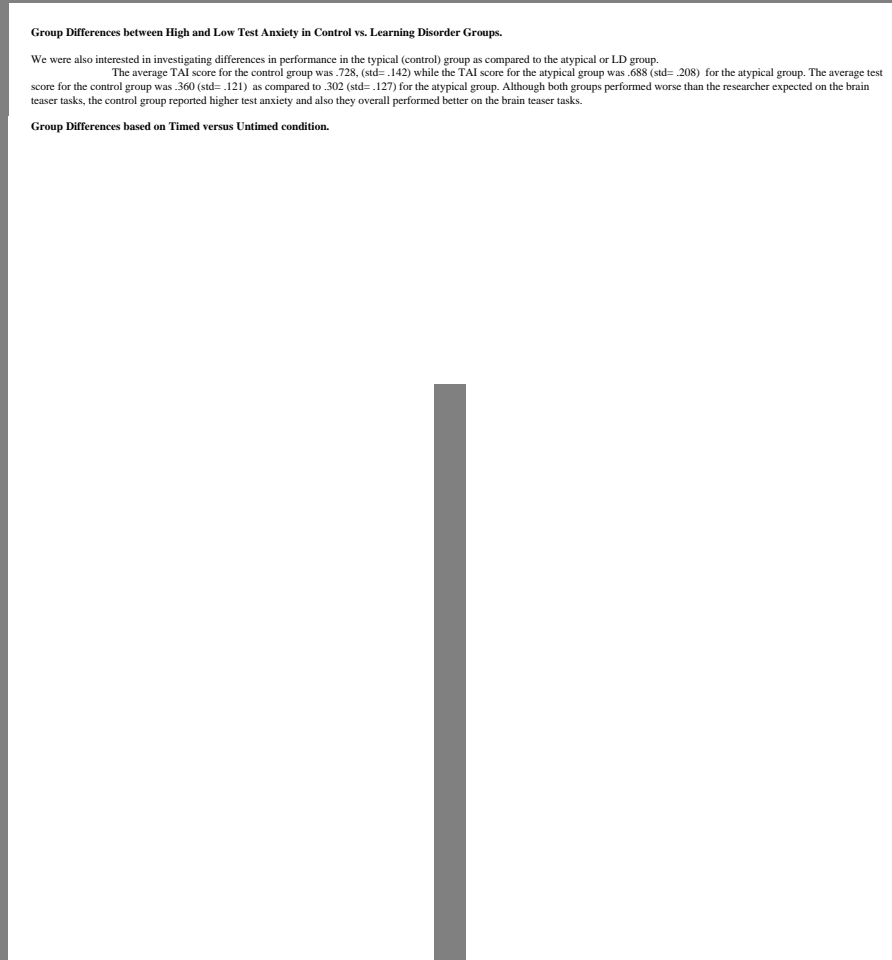 Group Differences between High and Low Test Anxiety in Control vs. Learning Disorder Groups.
We were also interested in investigating differences in performance in the typical (control) group as compared to the atypical or LD group.
The average TAI score for the control group was .728, (std= .142) while the TAI score for the atypical group was .688 (std= .208) for the atypical group. The average test
score for the control group was .360 (std= .121) as compared to .302 (std= .127) for the atypical group. Although both groups performed worse than the researcher expected on the brain
teaser tasks, the control group reported higher test anxiety and also they overall performed better on the brain teaser tasks.
Group Differences based on Timed versus Untimed condition.